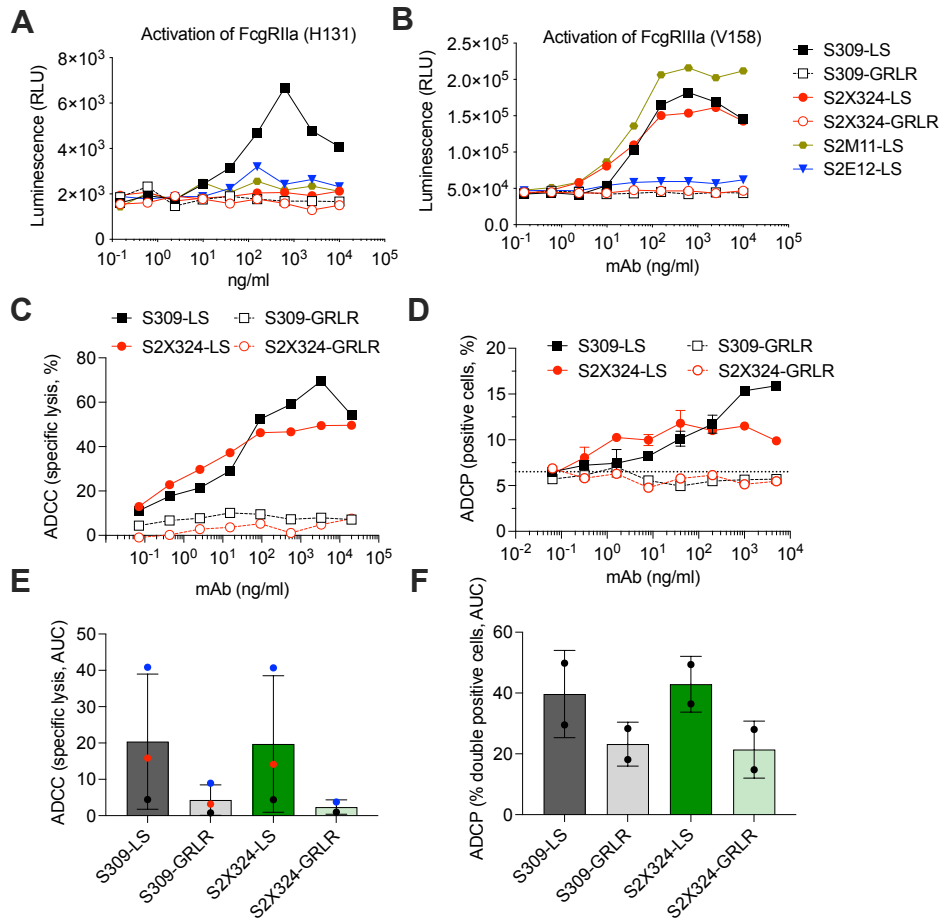 A
Activation of FcgRIIa (H131)
Luminescence (RLU)
8×10³
6×10³
4×10³
2×10³
0
10⁻¹ 10⁰ 10¹ 10² 10³ 10⁴ 10⁵
ng/ml
B
Activation of FcgRIIIa (V158)
Luminescence (RLU)
2.5×10⁵
2.0×10⁵
1.5×10⁵
1.0×10⁵
5.0×10⁴
0
10⁻¹ 10⁰ 10¹ 10² 10³ 10⁴ 10⁵
mAb (ng/ml)
S309-LS
S309-GRLR
S2X324-LS
S2X324-GRLR
S2M11-LS
S2E12-LS
C
S309-LS S309-GRLR
S2X324-LS S2X324-GRLR
ADCC (specific lysis, %)
80
60
40
20
0
10⁻¹ 10⁰ 10¹ 10² 10³ 10⁴ 10⁵
mAb (ng/ml)
D
S309-LS S309-GRLR
S2X324-LS S2X324-GRLR
ADCP (positive cells, %)
20
15
10
5
0
10⁻² 10⁻¹ 10⁰ 10¹ 10² 10³ 10⁴
mAb (ng/ml)
E
ADCC (specific lysis, AUC)
50
40
30
20
10
0
S309-LS
S309-GRLR
S2X324-LS
S2X324-GRLR
F
ADCP (% double positive cells, AUC)
60
40
20
0
S309-LS
S309-GRLR
S2X324-LS
S2X324-GRLR